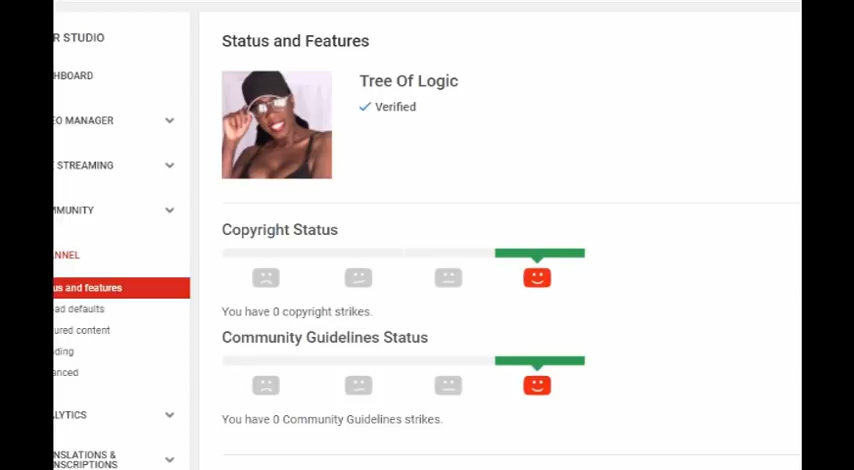 R STUDIO
HBOARD
EO MANAGER
STREAMING
MMUNITY
NNEL
us and features
ad defaults
ured content
ding
anced
LYTICS
NSLATIONS &
NSCRIPTIONS
Status and Features
Tree Of Logic
Verified
Copyright Status
You have 0 copyright strikes.
Community Guidelines Status
You have 0 Community Guidelines strikes.